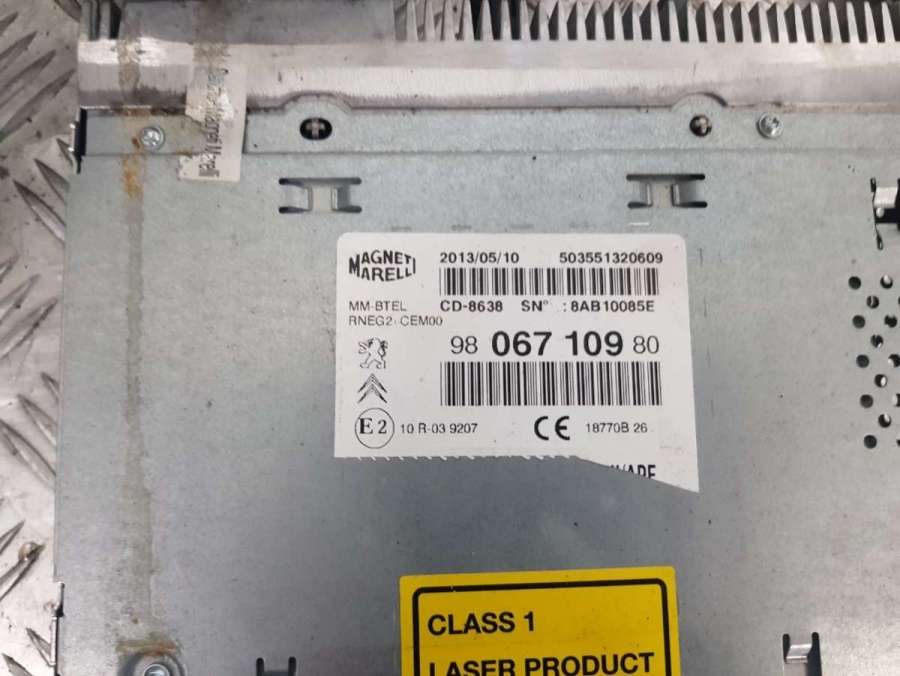 MAGNETI
MARELLI
2013/05/10 503551320609
MM-BTEL CD-8638 SN° .:8AB10085E
RNEG2-CEM00
98 067 109 80
E2 10 R-03 9207 CE 18770B 26
CLASS 1
LASER PRODUCT